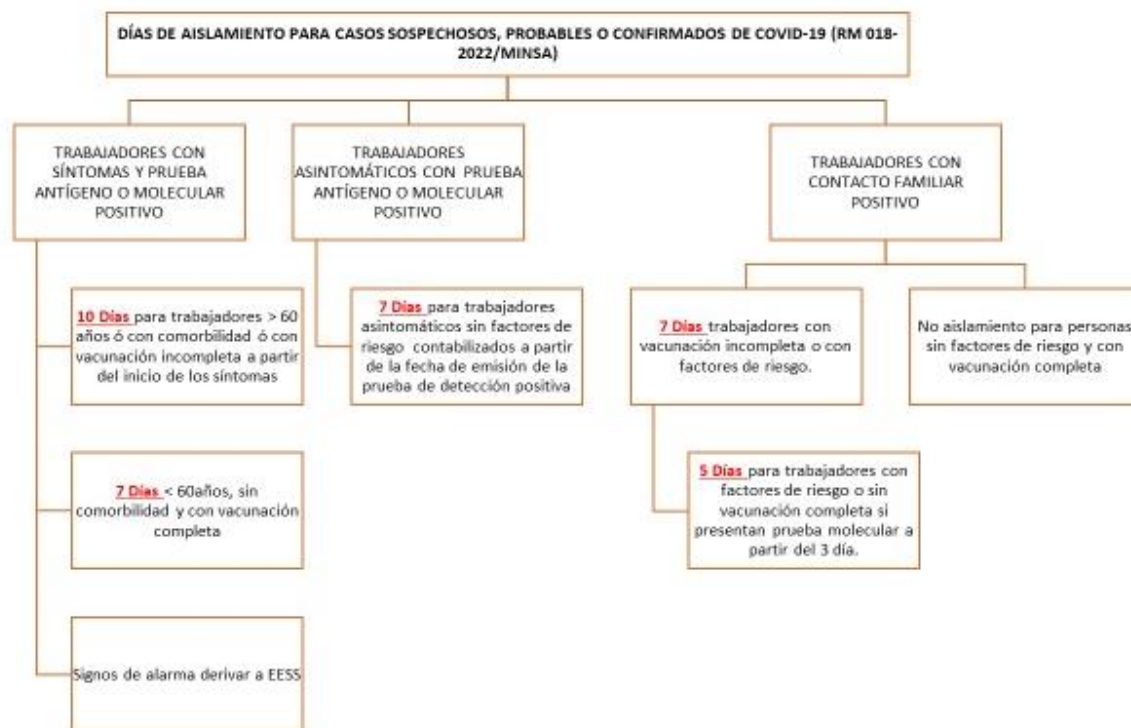 DÍAS DE AISLAMIENTO PARA CASOS SOSPECHOSOS, PROBABLES O CONFIRMADOS DE COVID-19 (RM 018-
2022/MINSA)
TRABAJADORES CON
SÍNTOMAS Y PRUEBA
ANTÍGENO O MOLECULAR
POSITIVO
TRABAJADORES
ASINTOMÁTICOS CON PRUEBA
ANTÍGENO O MOLECULAR
POSITIVO
TRABAJADORES CON
CONTACTO FAMILIAR
POSITIVO
10 Días para trabajadores > 60
años ó con comorbilidad ó con
vacunación incompleta a partir
del inicio de los síntomas
7 Días para trabajadores
asintomáticos sin factores de
riesgo contabilizados a partir
de la fecha de emisión de la
prueba de detección positiva
7 Días trabajadores con
vacunación incompleta o con
factores de riesgo.
No aislamiento para personas
sin factores de riesgo y con
vacunación completa
7 Días < 60años, sin
comorbilidad y con vacunación
completa
5 Días para trabajadores con
factores de riesgo o sin
vacunación completa si
presentan prueba molecular a
partir del 3 día.
Signos de alarma derivar a EESS